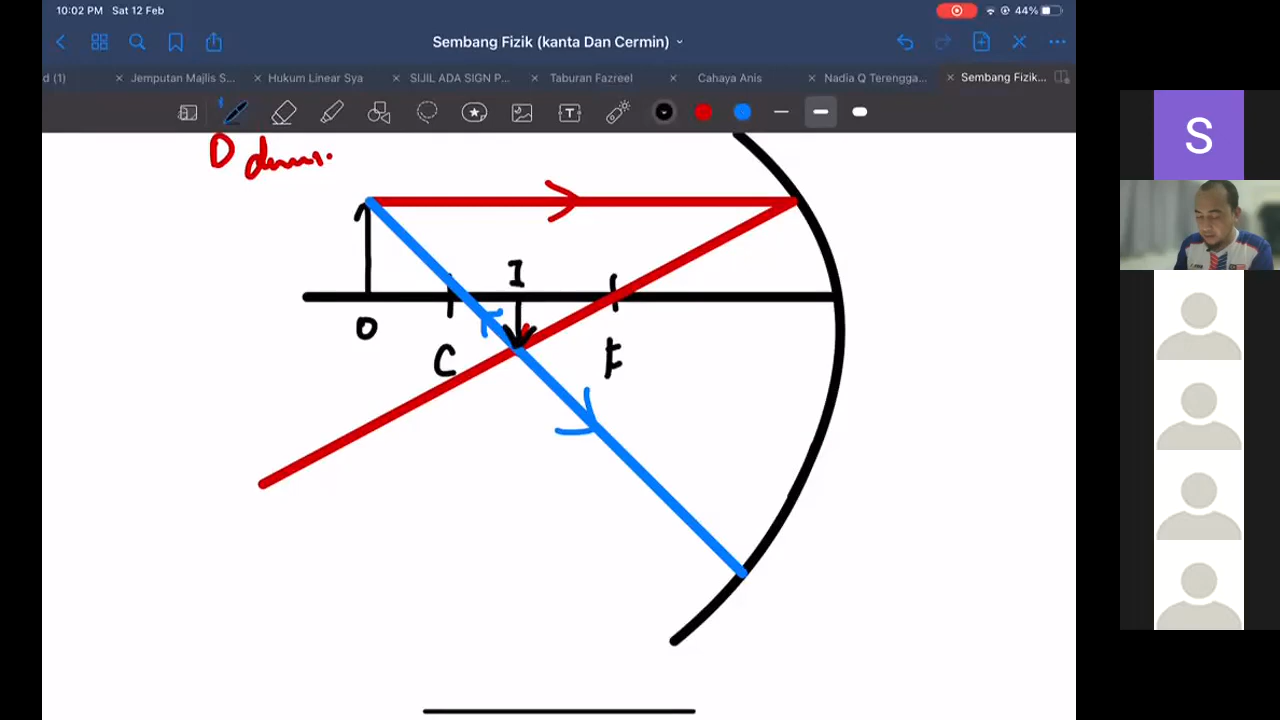 10:02 PM Sat 12 Feb
44%
Sembang Fizik (kanta Dan Cermin)
d (1)
Jemputan Majlis S...
Hukum Linear Sya
SIJIL ADA SIGN P...
Taburan Fazreel
Cahaya Anis
Nadia Q Terengga...
Sembang Fizik...
D
I
O
C
F
S